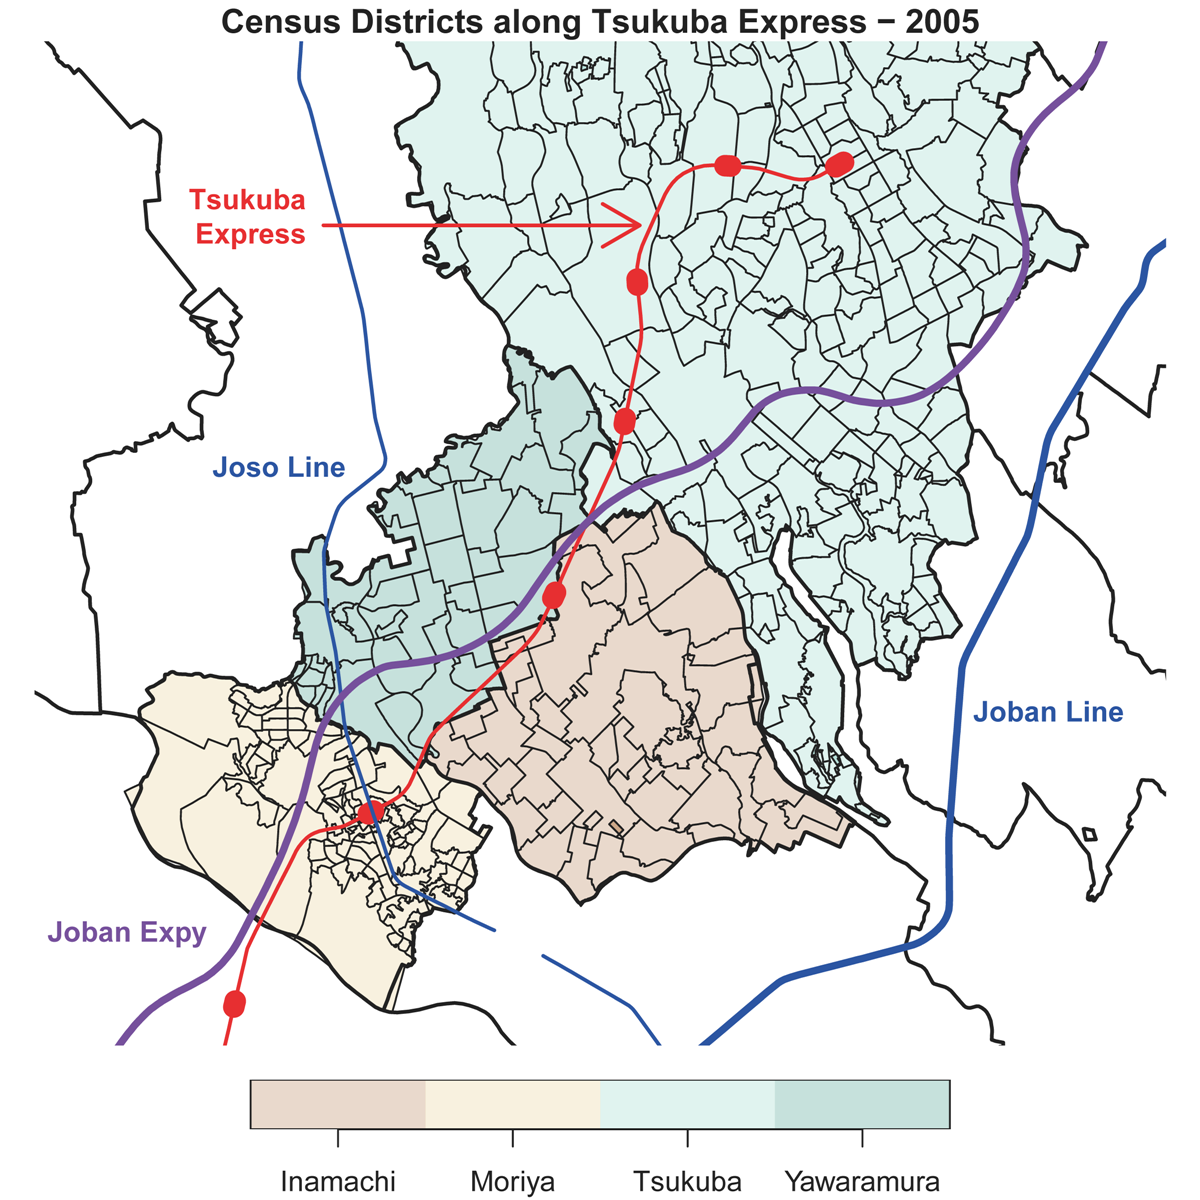 Census Districts along Tsukuba Express − 2005
Tsukuba
Express
Joso Line
Joban Line
Joban Expy
Inamachi
Moriya
Tsukuba
Yawaramura